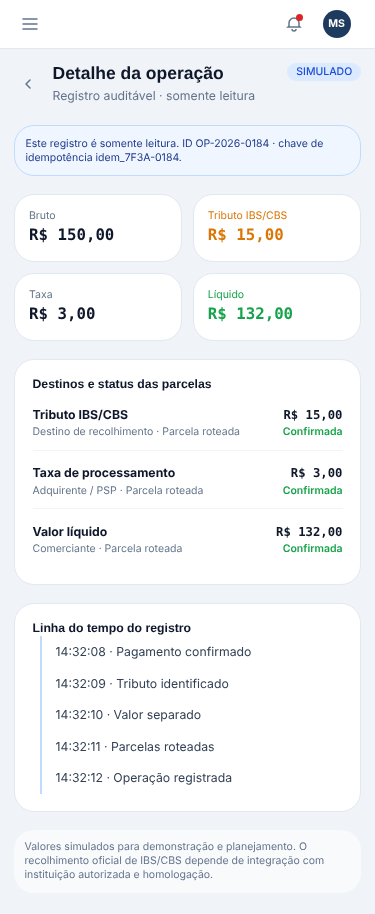 MS
Detalhe da operação
SIMULADO
Registro auditável · somente leitura
Este registro é somente leitura. ID OP-2026-0184 · chave de
idempotência idem_7F3A-0184.
Bruto
R$ 150,00
Tributo IBS/CBS
R$ 15,00
Taxa
R$ 3,00
Líquido
R$ 132,00
Destinos e status das parcelas
Tributo IBS/CBS
R$ 15,00
Destino de recolhimento · Parcela roteada
Confirmada
Taxa de processamento
R$ 3,00
Adquirente / PSP · Parcela roteada
Confirmada
Valor líquido
R$ 132,00
Comerciante · Parcela roteada
Confirmada
Linha do tempo do registro
14:32:08 · Pagamento confirmado
14:32:09 · Tributo identificado
14:32:10 · Valor separado
14:32:11 · Parcelas roteadas
14:32:12 · Operação registrada
Valores simulados para demonstração e planejamento. O
recolhimento oficial de IBS/CBS depende de integração com
instituição autorizada e homologação.